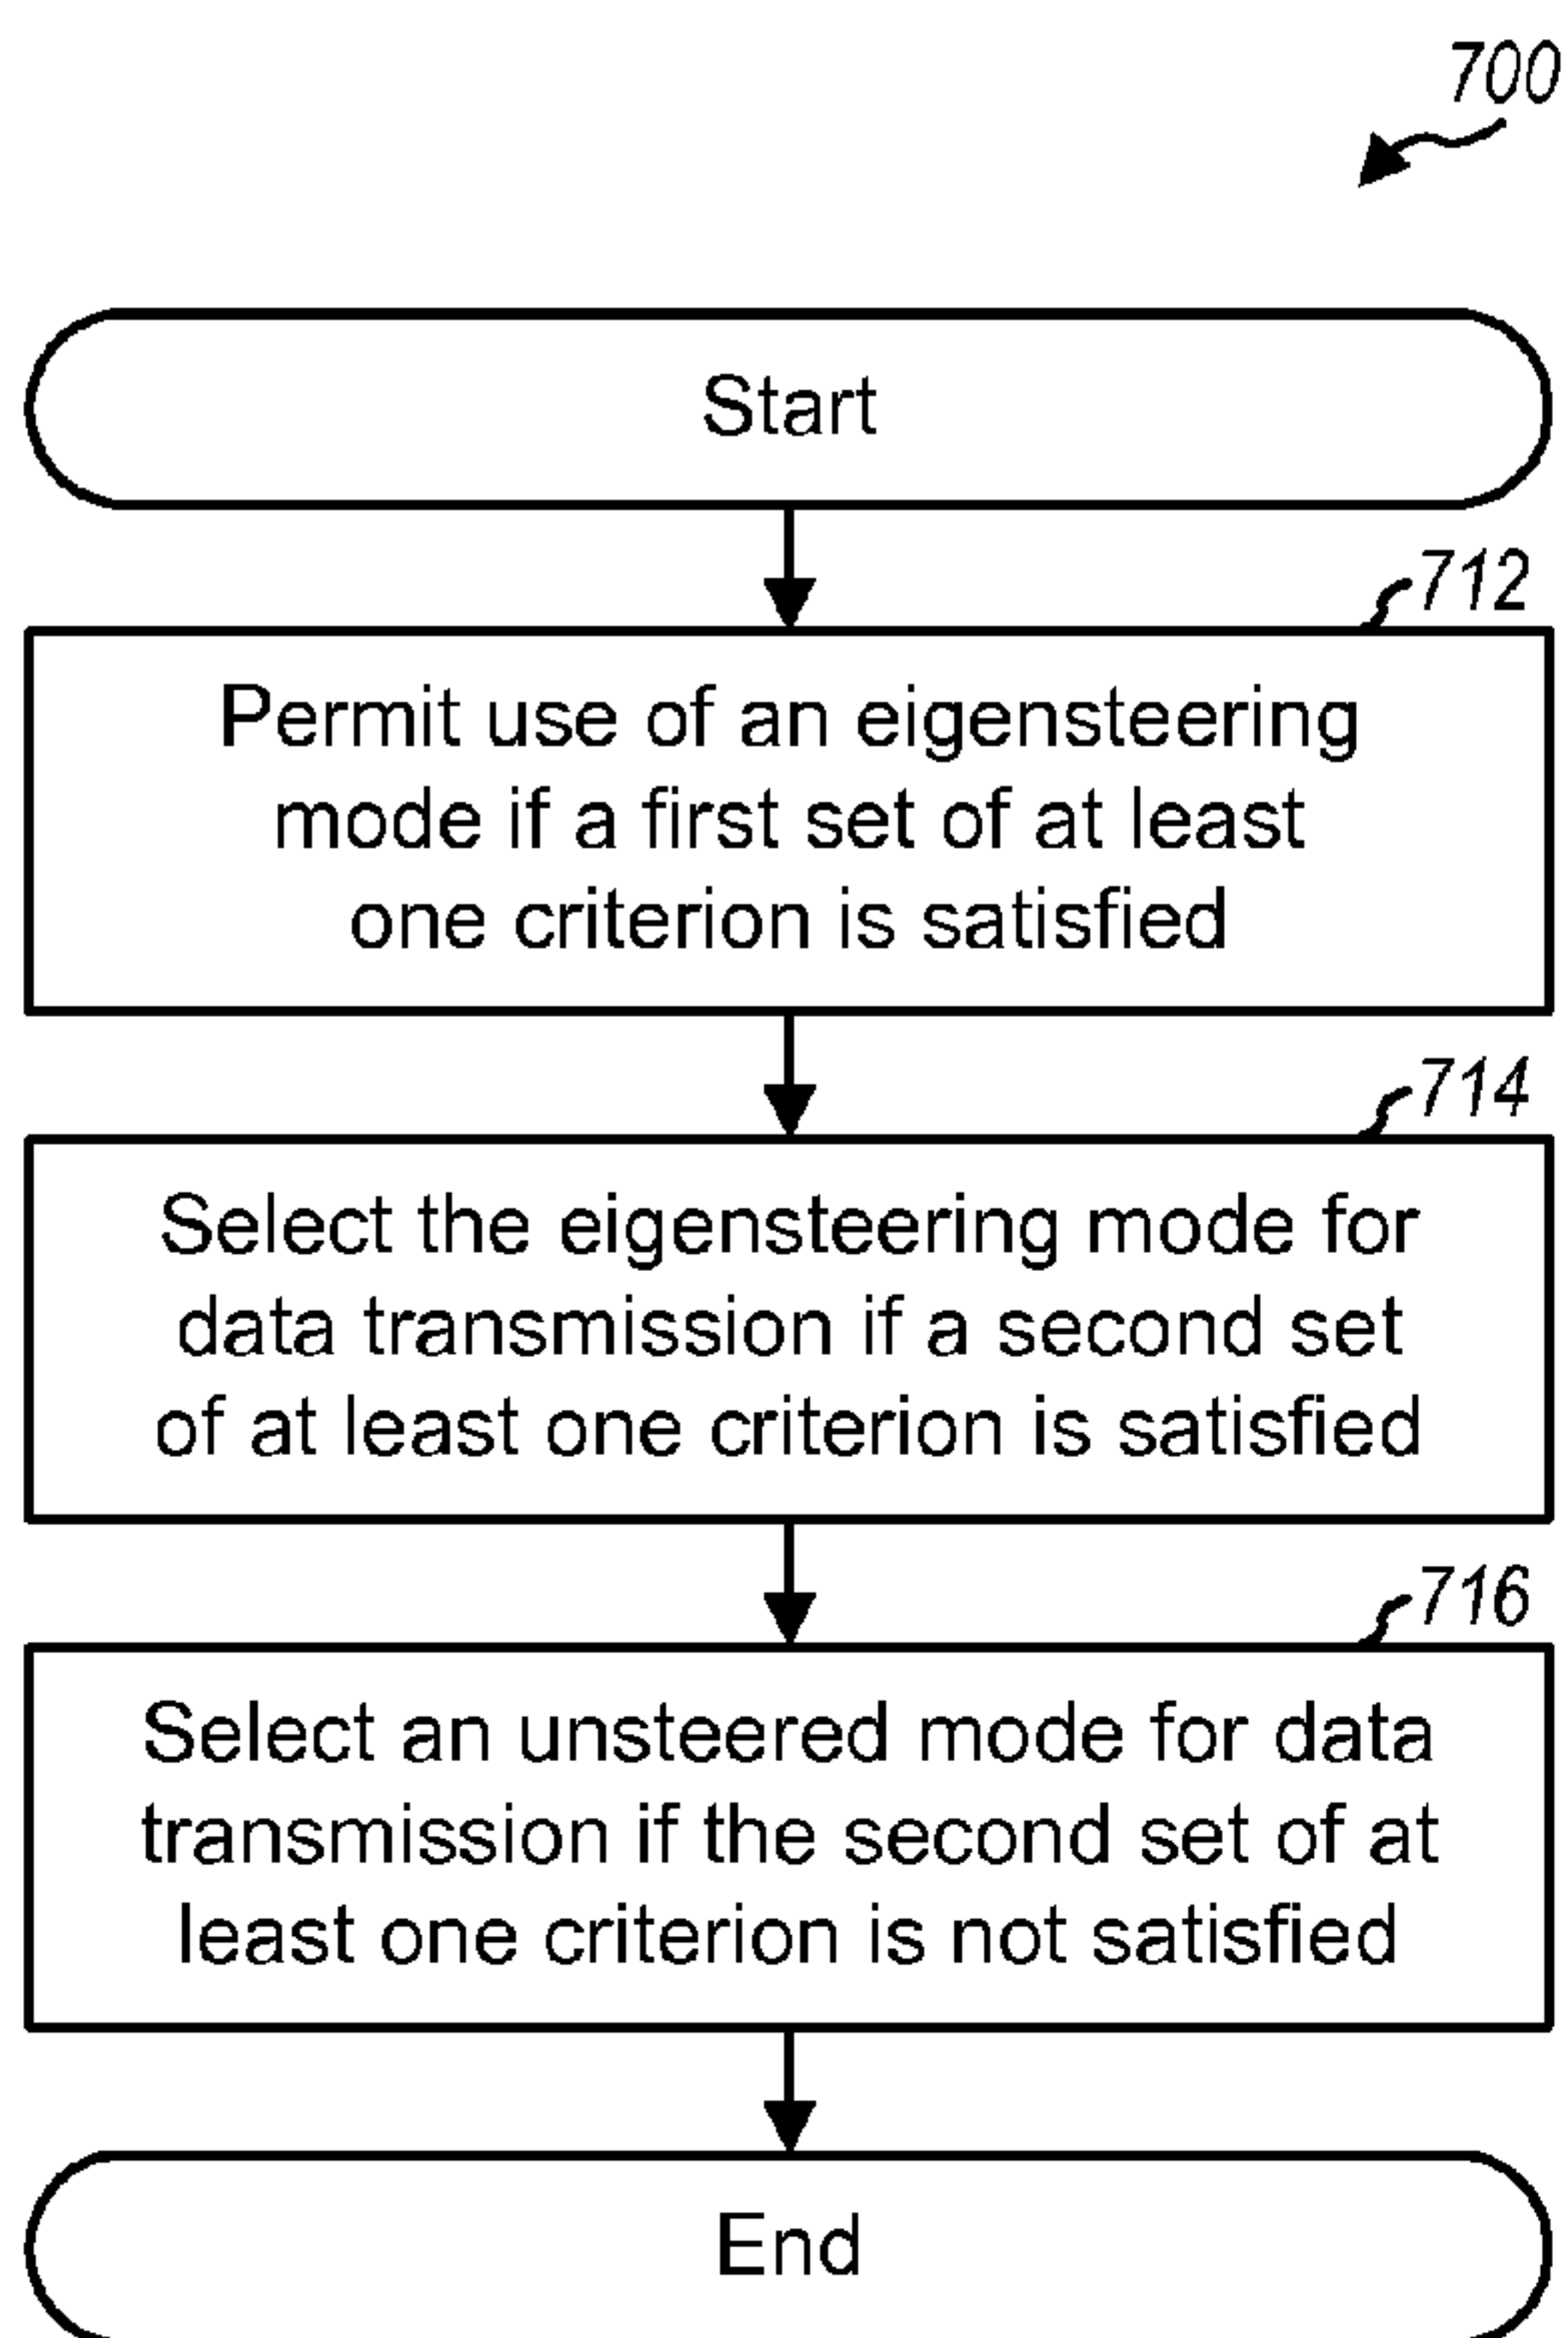 700
Start
712
Permit use of an eigensteering
mode if a first set of at least
one criterion is satisfied
714
Select the eigensteering mode for
data transmission if a second set
of at least one criterion is satisfied
716
Select an unsteered mode for data
transmission if the second set of at
least one criterion is not satisfied
End